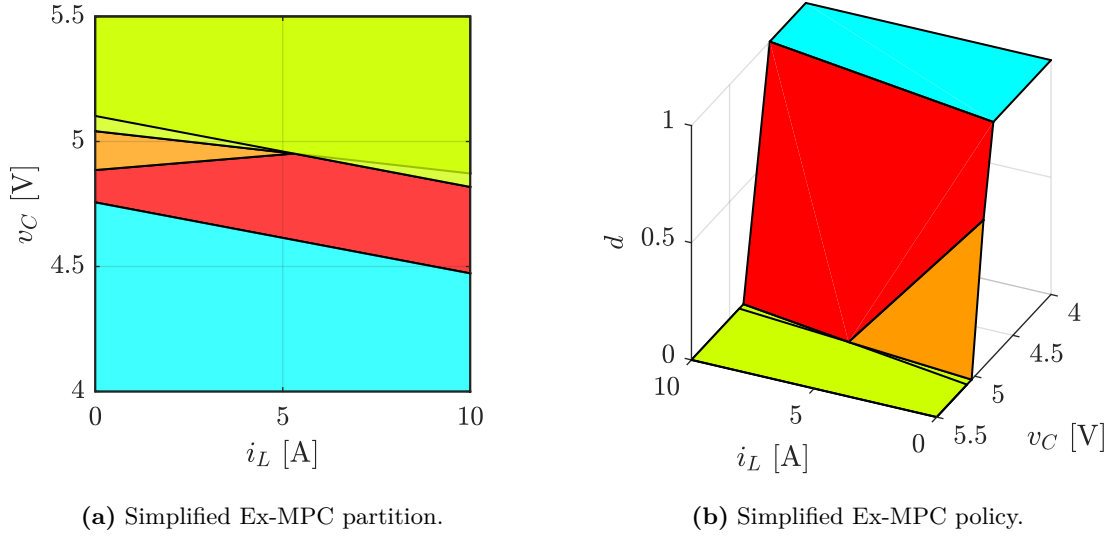 5.5
5
4.5
4
v_C [V]
0
5
10
i_L [A]
(a) Simplified Ex-MPC partition.
1
0.5
0
d
10
5
0
i_L [A]
4
4.5
5
5.5
v_C [V]
(b) Simplified Ex-MPC policy.